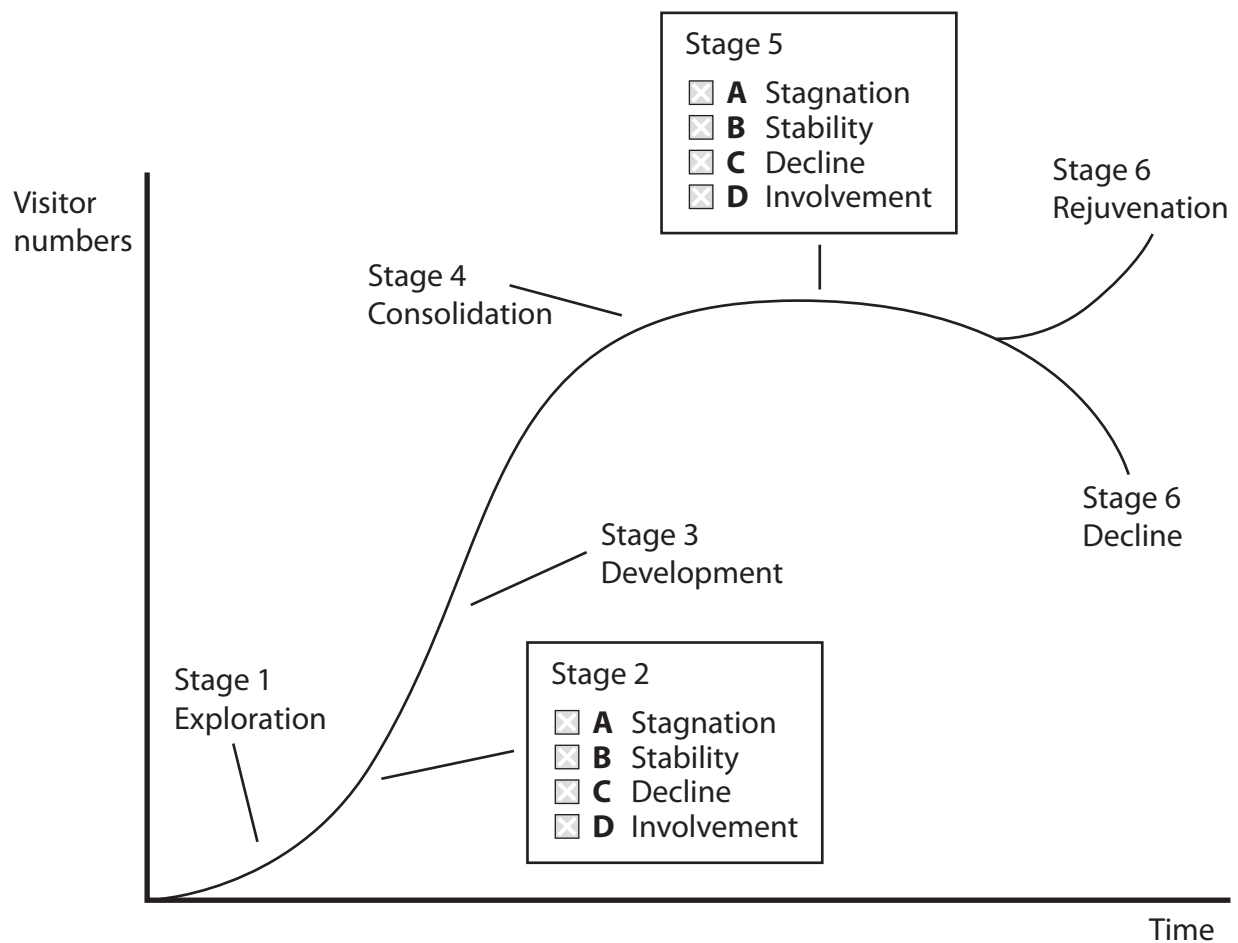 Stage 5
A Stagnation
B Stability
C Decline
D Involvement
Stage 6
Rejuvenation
Visitor
numbers
Stage 4
Consolidation
Stage 6
Decline
Stage 3
Development
Stage 1
Exploration
Stage 2
A Stagnation
B Stability
C Decline
D Involvement
Time